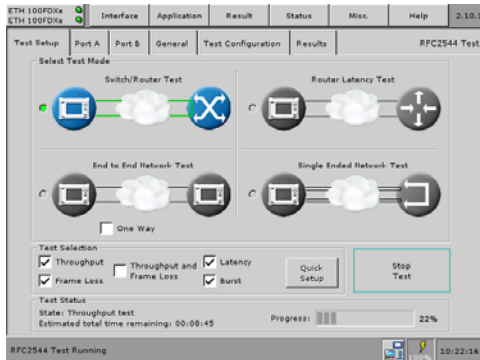 ETH 100FDXe Interface Application Result Status Misc. Help 2.10.1
ETH 100FDXe
Test Setup Port A Port B General Test Configuration Results RFC2544 Test
Select Test Mode
Switch/Router Test Router Latency Test
End to End Network Test Single Ended Network Test
One Way
Test Selection
Throughput Throughput and Frame Loss Latency Quick Setup Stop Test
Frame Loss Burst
Test Status
State: Throughput test
Estimated total time remaining: 00:08:45 Progress: 22%
RFC2544 Test Running 100% 10:22:16